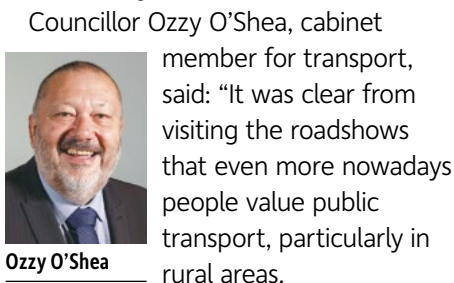 Councillor Ozzy O’Shea, cabinet
member for transport,
said: “It was clear from
visiting the roadshows
that even more nowadays
people value public
transport, particularly in
rural areas.
Ozzy O’Shea